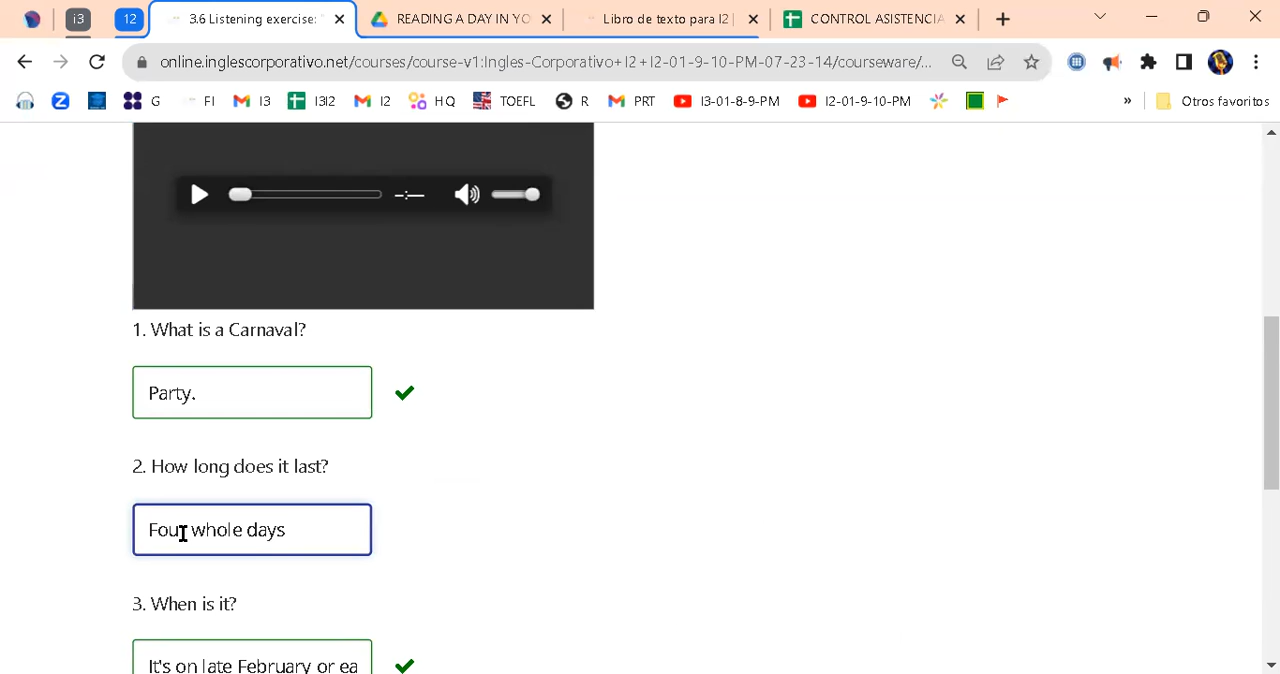 i3
12
3.6 Listening exercise:
READING A DAY IN YO
Libro de texto para I2 |
CONTROL ASISTENCIA
online.inglescorporativo.net/courses/course-v1:Ingles-Corporativo+I2+I2-01-9-10-PM-07-23-14/courseware/...
G
FI
I3
I3I2
I2
HQ
TOEFL
R
PRT
I3-01-8-9-PM
I2-01-9-10-PM
»
Otros favoritos
-:--
1. What is a Carnaval?
Party.
2. How long does it last?
Four whole days
3. When is it?
It's on late February or ea